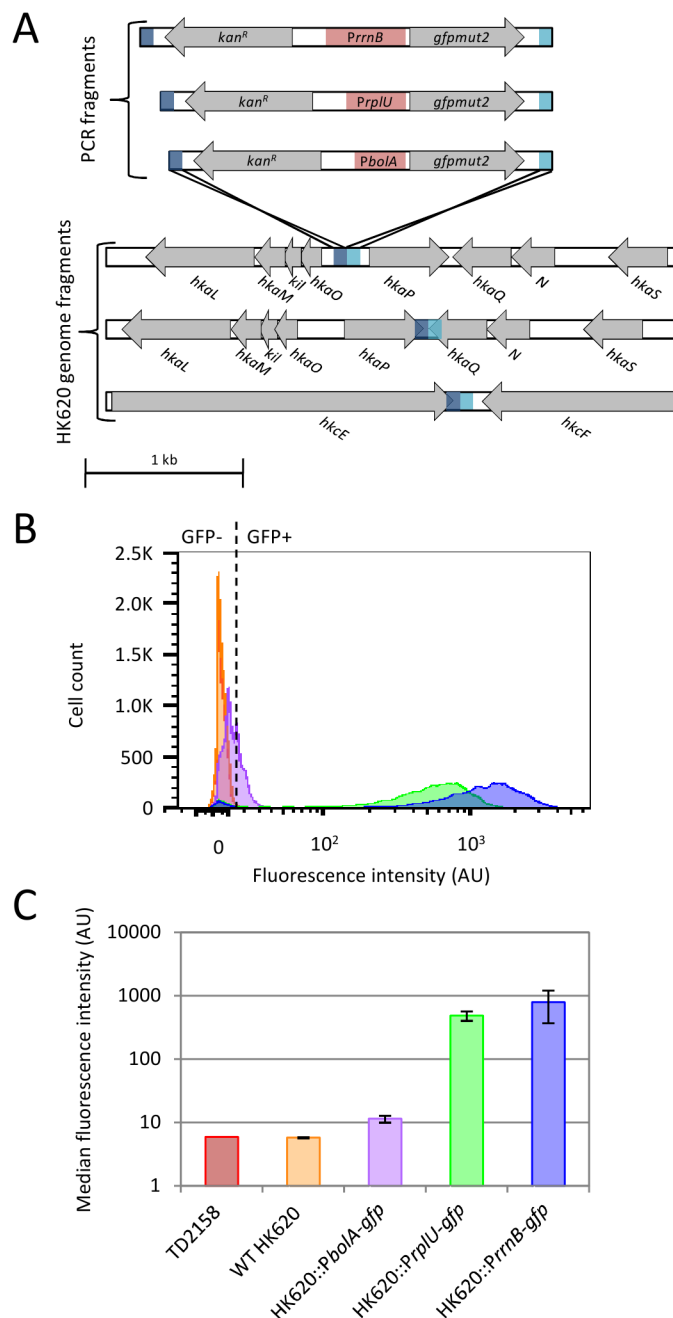 A
PCR fragments
kanR PrrnB gfpmut2
kanR PrplU gfpmut2
kanR PbolA gfpmut2
HK620 genome fragments
hkaL hkaM kil hkaO hkaP hkaQ N hkaS
hkaL hkaM kil hkaO hkaP hkaQ N hkaS
hkcE hkcF
1 kb
B
GFP- GFP+
2.5K
2.0K
1.5K
1.0K
500
0
Cell count
0 10² 10³
Fluorescence intensity (AU)
C
Median fluorescence intensity (AU)
10000
1000
100
10
1
TD2158
WT HK620
HK620::PbolA-gfp
HK620::PrplU-gfp
HK620::PrrnB-gfp